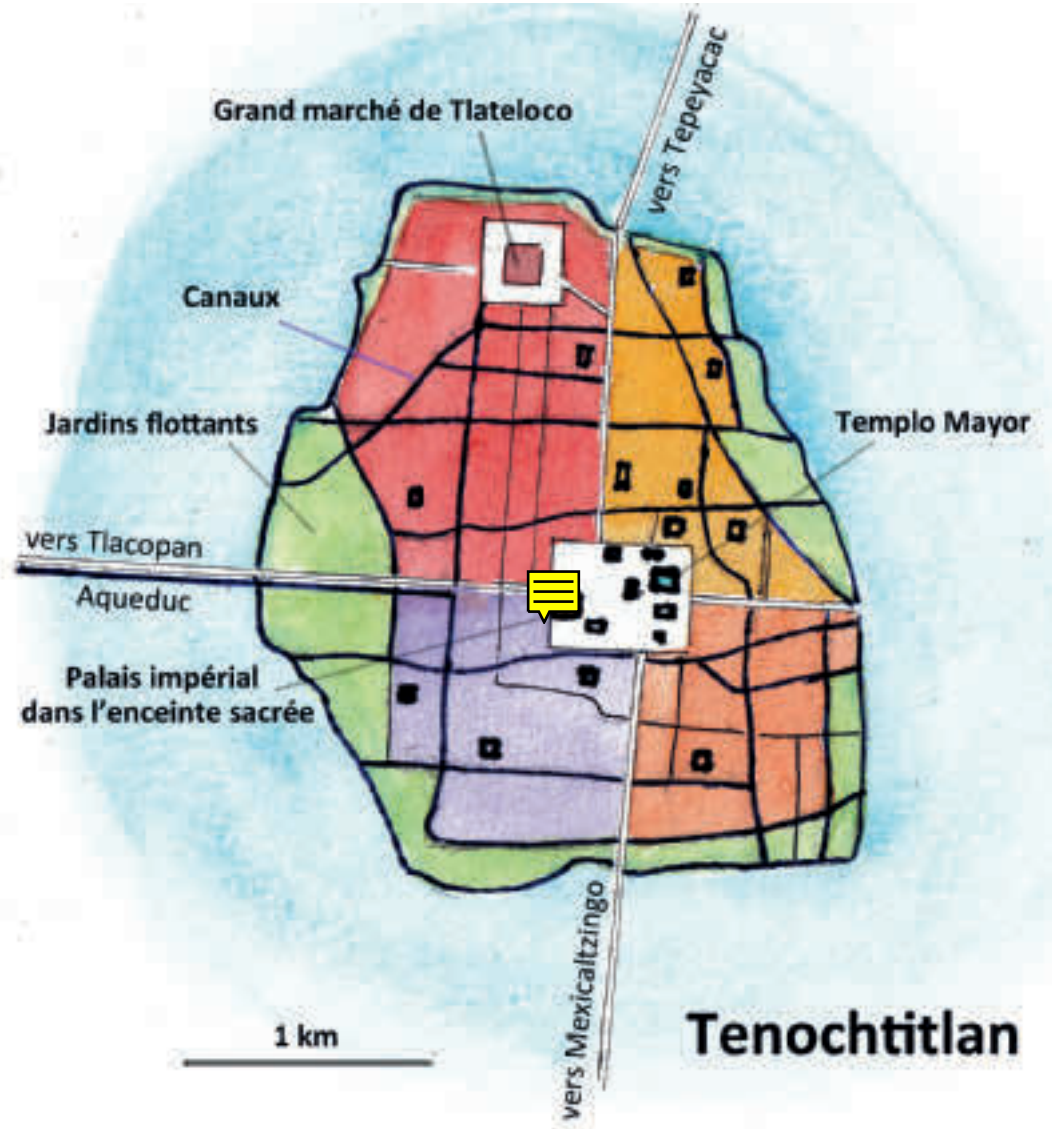 vers Tepeyacac
Grand marché de Tlateloco
Canaux
Jardins flottants
Templo Mayor
vers Tlacopan
Aqueduc
Palais impérial
dans l'enceinte sacrée
vers Mexicaltzingo
1 km
Tenochtitlan